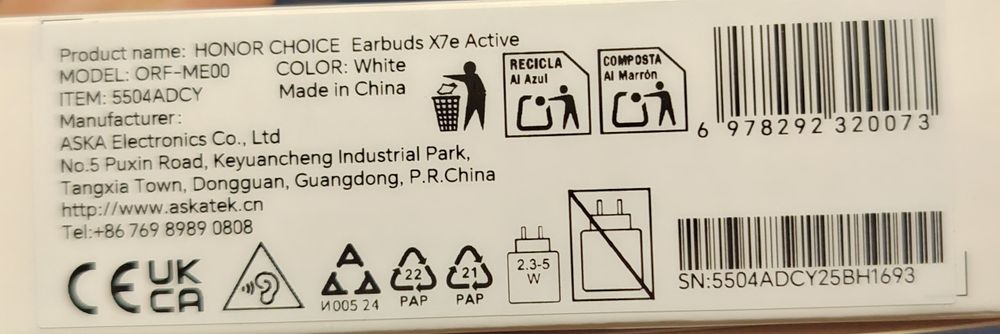 Product name: HONOR CHOICE Earbuds X7e Active
MODEL: ORF-ME00 COLOR: White
ITEM: 5504ADCY Made in China
Manufacturer:
ASKA Electronics Co., Ltd
No.5 Puxin Road, Keyuancheng Industrial Park,
Tangxia Town, Dongguan, Guangdong, P.R.China
http://www.askatek.cn
Tel:+86 769 8989 0808
RECICLA
Al Azul
COMPOSTA
Al Marrón
6 978292 320073
CE
UK
CA
И005 24
22
PAP
21
PAP
2.3-5
W
SN:5504ADCY25BH1693